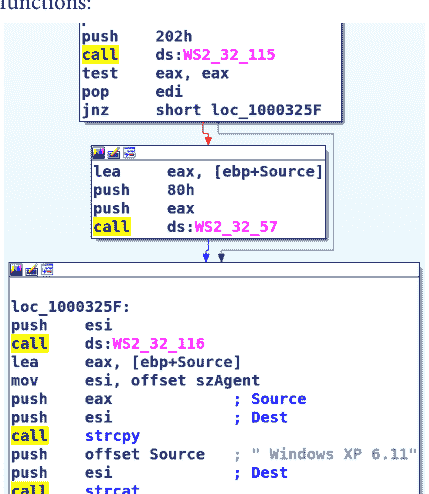 functions:
push 202h
call ds:WS2_32_115
test eax, eax
pop edi
jnz short loc_1000325F
lea eax, [ebp+Source]
push 80h
push eax
call ds:WS2_32_57
loc_1000325F:
push esi
call ds:WS2_32_116
lea eax, [ebp+Source]
mov esi, offset szAgent
push eax ; Source
push esi ; Dest
call strcpy
push offset Source ; " Windows XP 6.11"
push esi ; Dest
call strcat